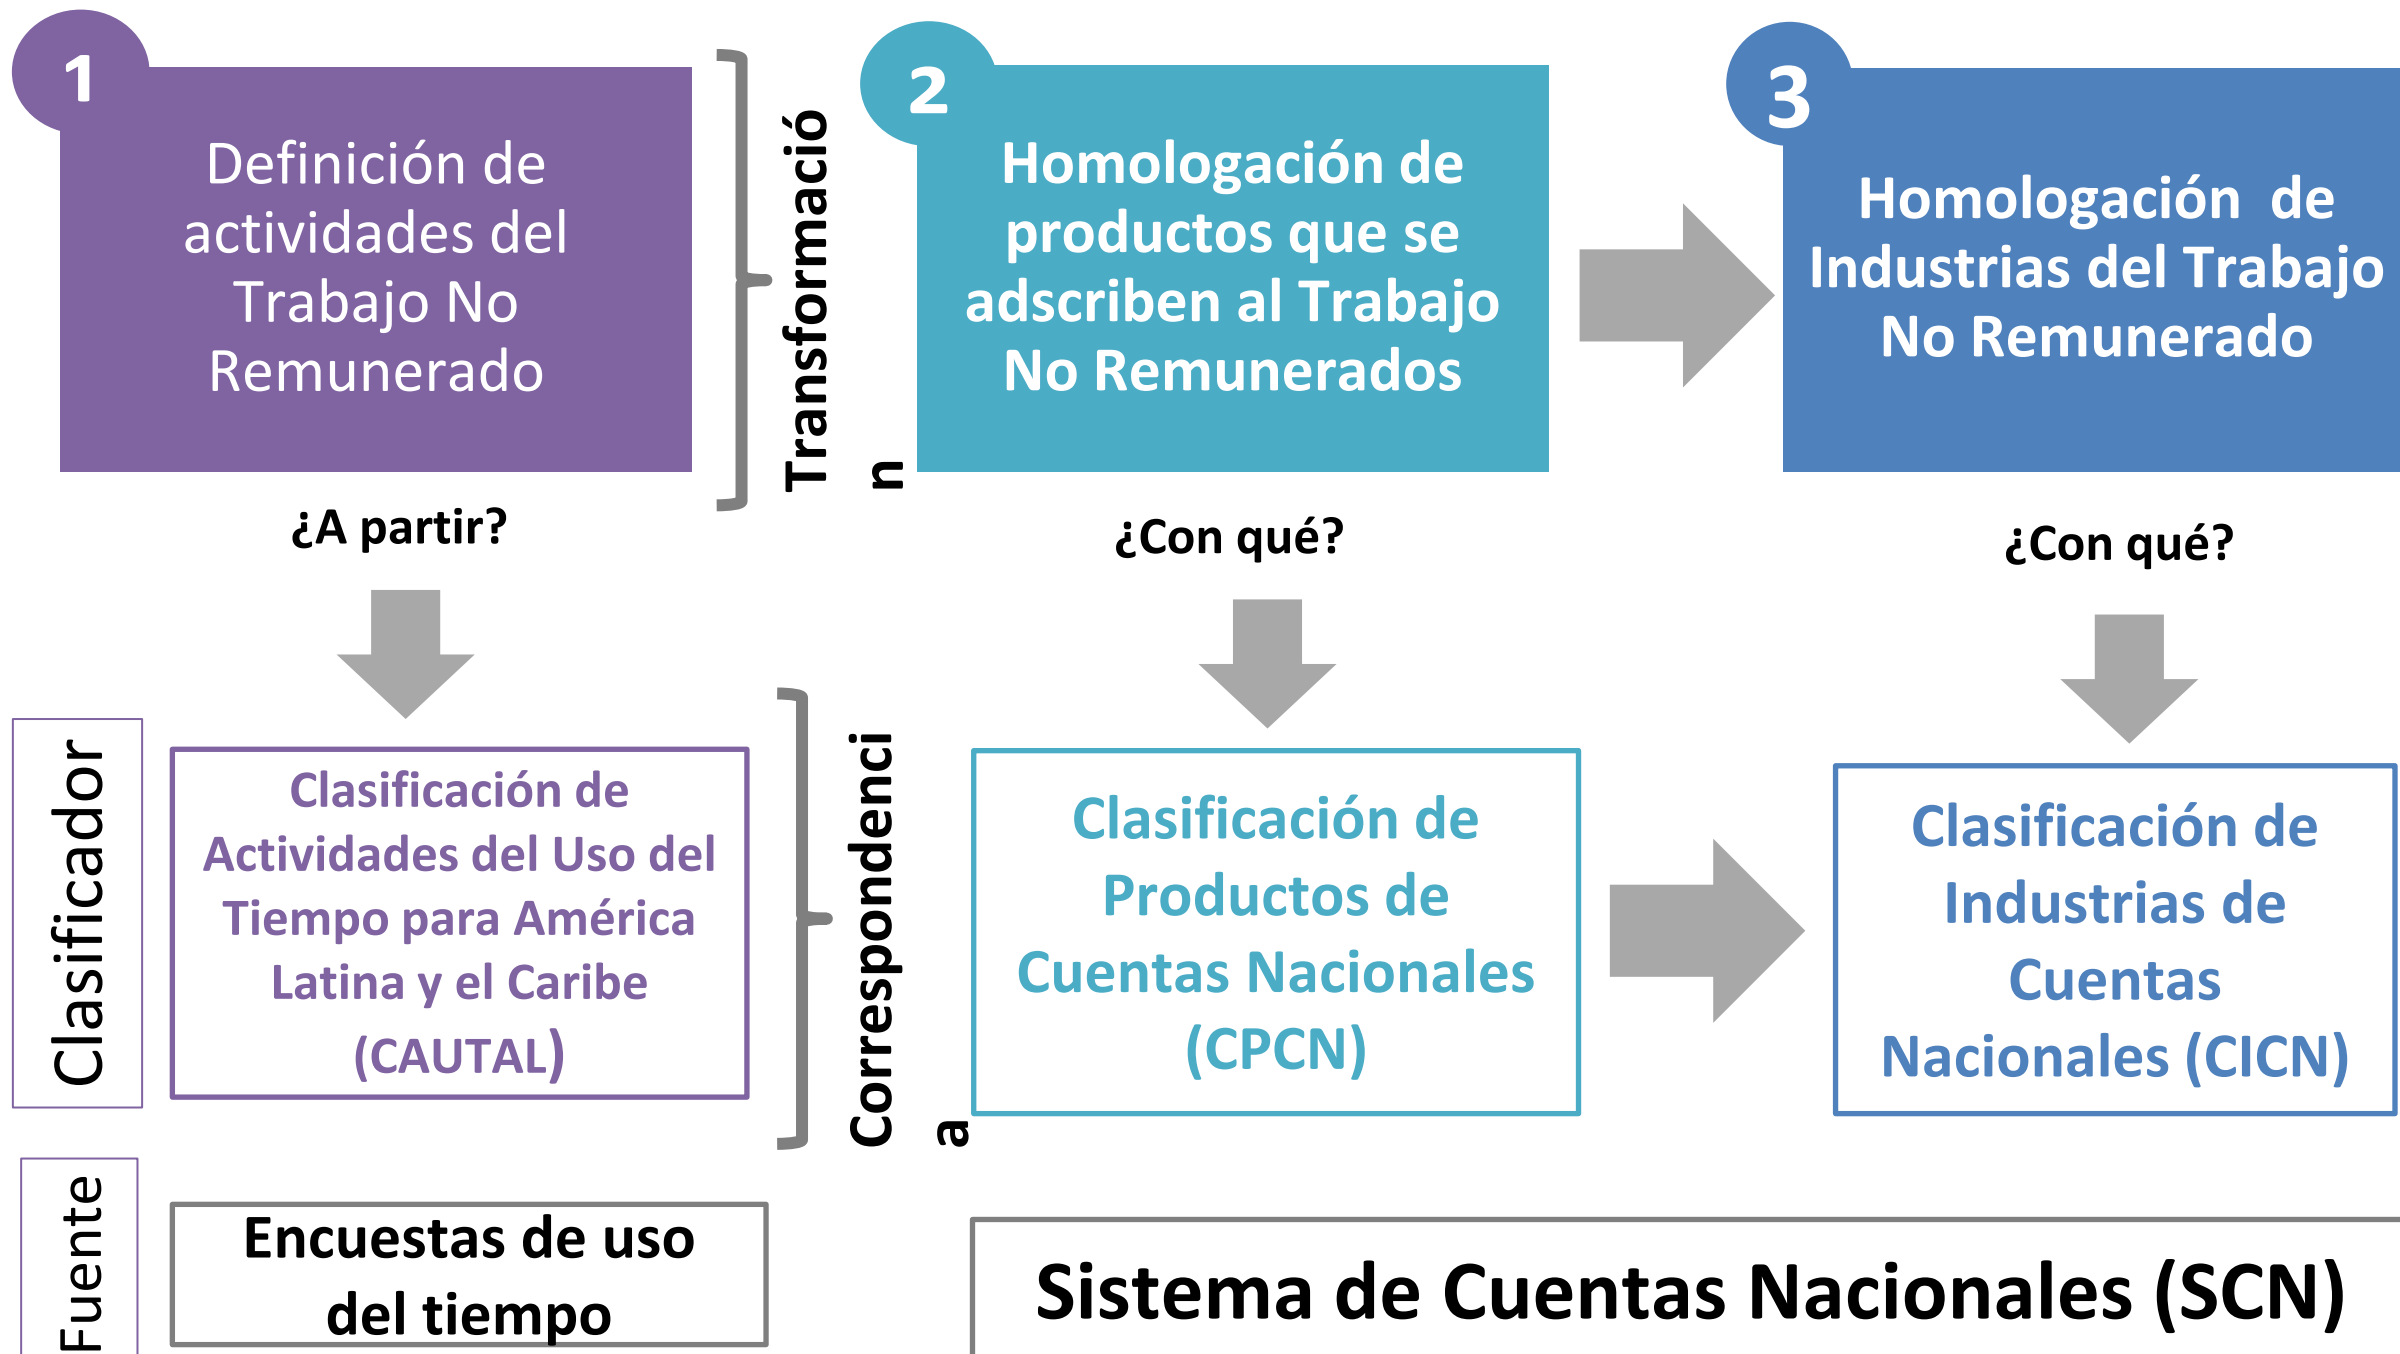 1
Definición de
actividades del
Trabajo No
Remunerado
Transformació
n
2
Homologación de
productos que se
adscriben al Trabajo
No Remunerados
3
Homologación  de
Industrias del Trabajo
No Remunerado
¿A partir?
¿Con qué?
¿Con qué?
Clasificador
Clasificación de
Actividades del Uso del
Tiempo para América
Latina y el Caribe
(CAUTAL)
Correspondenci
a
Clasificación de
Productos de
Cuentas Nacionales
(CPCN)
Clasificación de
Industrias de
Cuentas
Nacionales (CICN)
Fuente
Encuestas de uso
del tiempo
Sistema de Cuentas Nacionales (SCN)